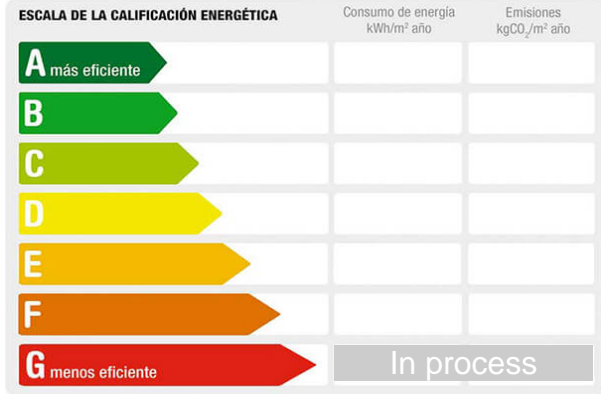 ESCALA DE LA CALIFICACIÓN ENERGÉTICA
Consumo de energía
kWh/m² año
Emisiones
kgCO₂/m² año
A más eficiente
B
C
D
E
F
G menos eficiente
In process